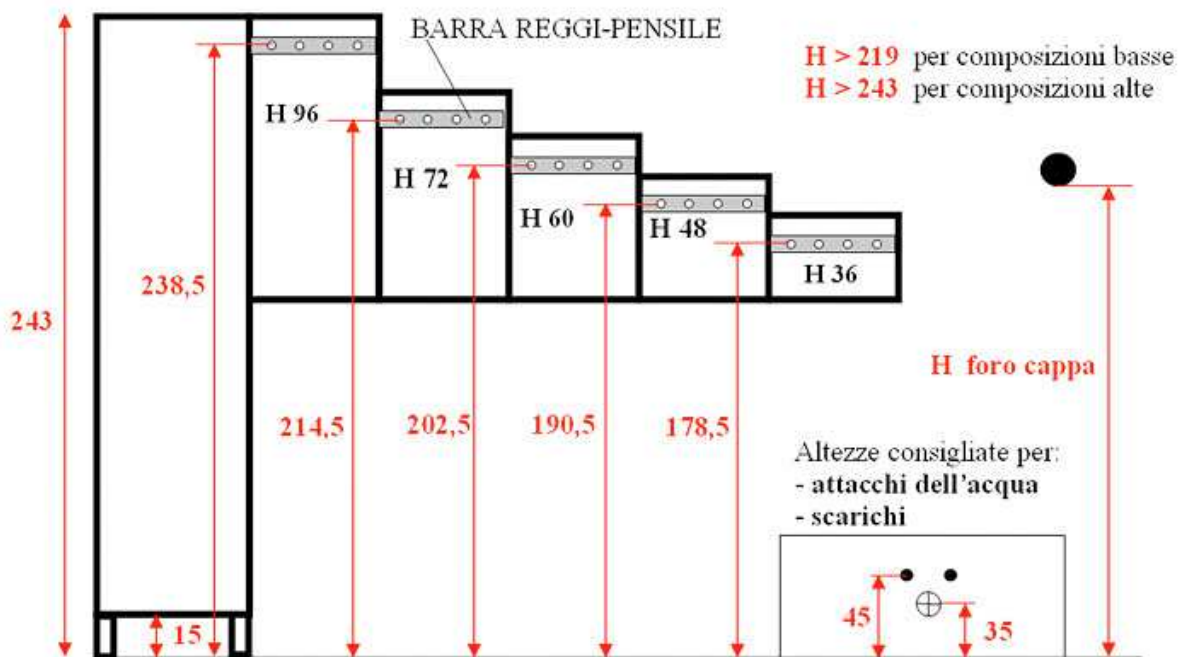 BARRA REGGI-PENSILE
H > 219 per composizioni basse
H > 243 per composizioni alte
H 96
H 72
H 60
H 48
H 36
238,5
243
H foro cappa
214,5
202,5
190,5
178,5
Altezze consigliate per:
- attacchi dell'acqua
- scarichi
15
45
35